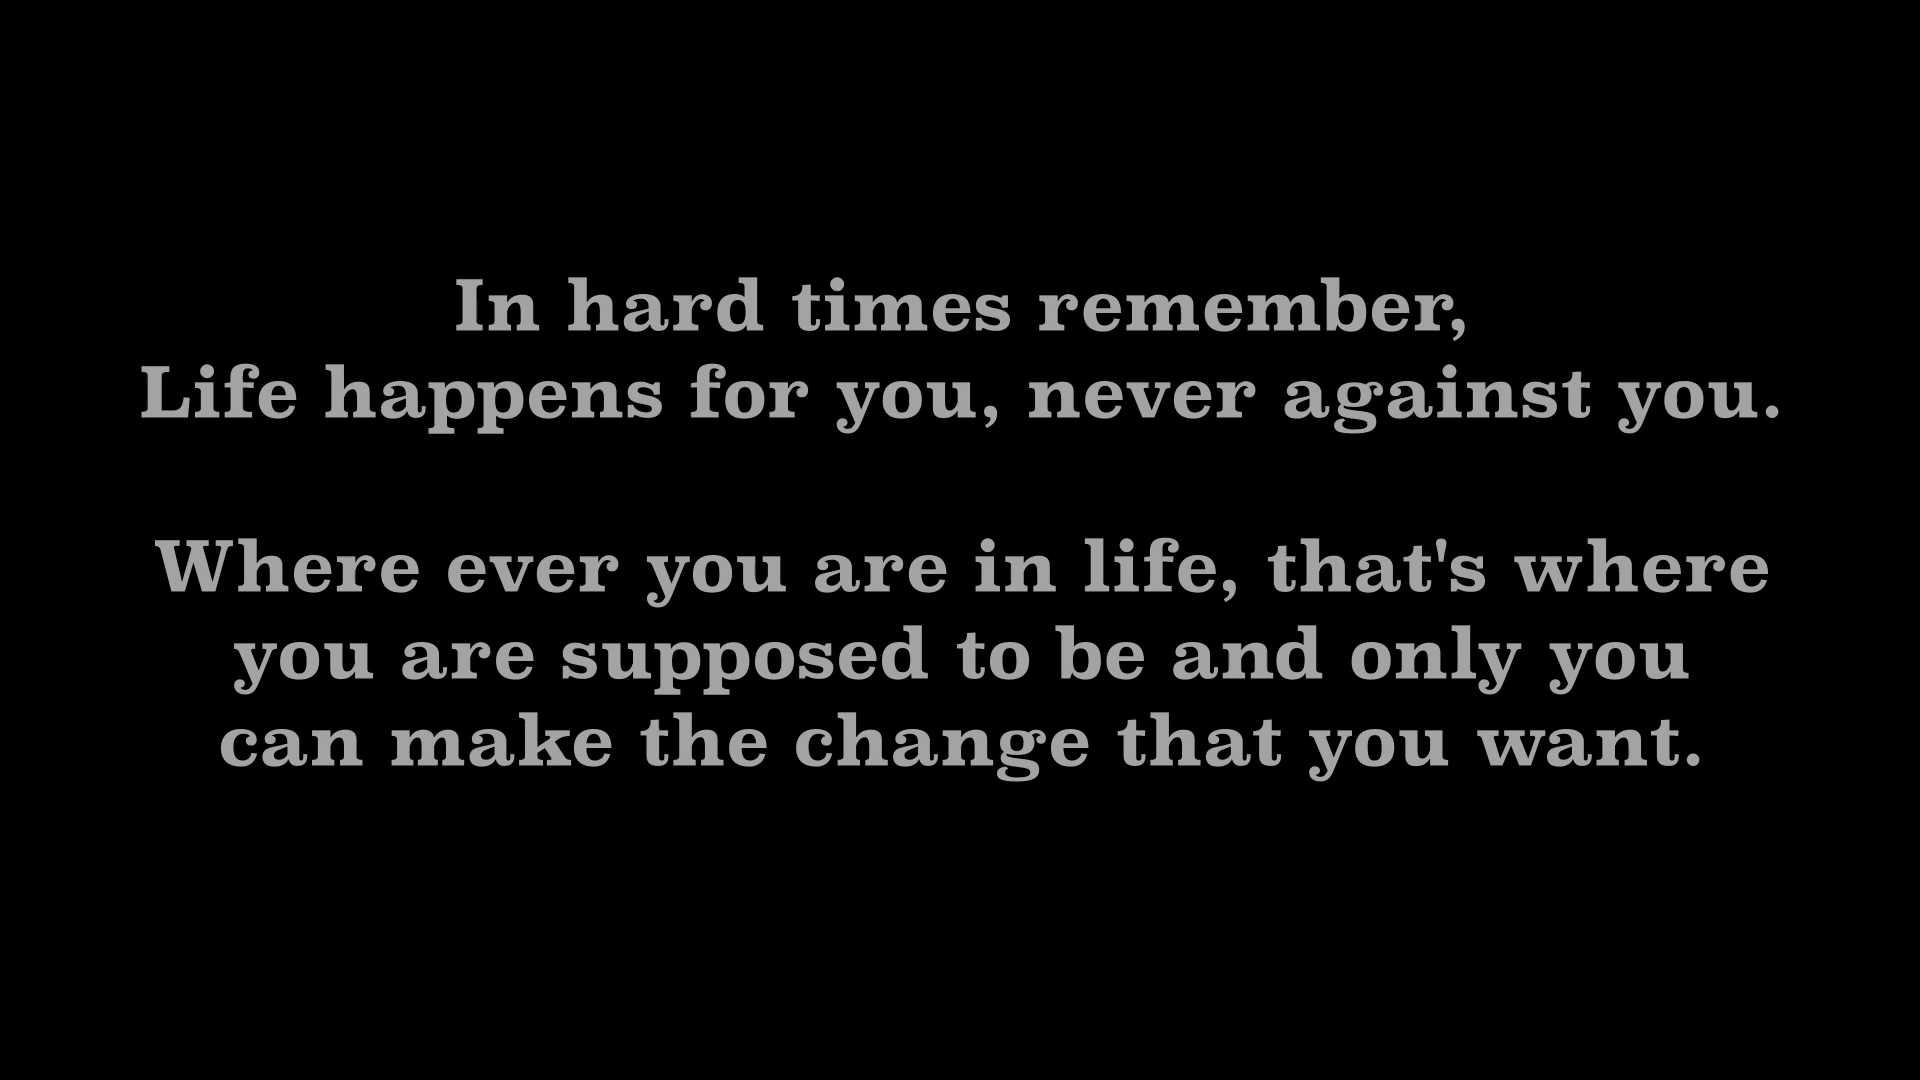 In hard times remember,
Life happens for you, never against you.
Where ever you are in life, that's where
you are supposed to be and only you
can make the change that you want.